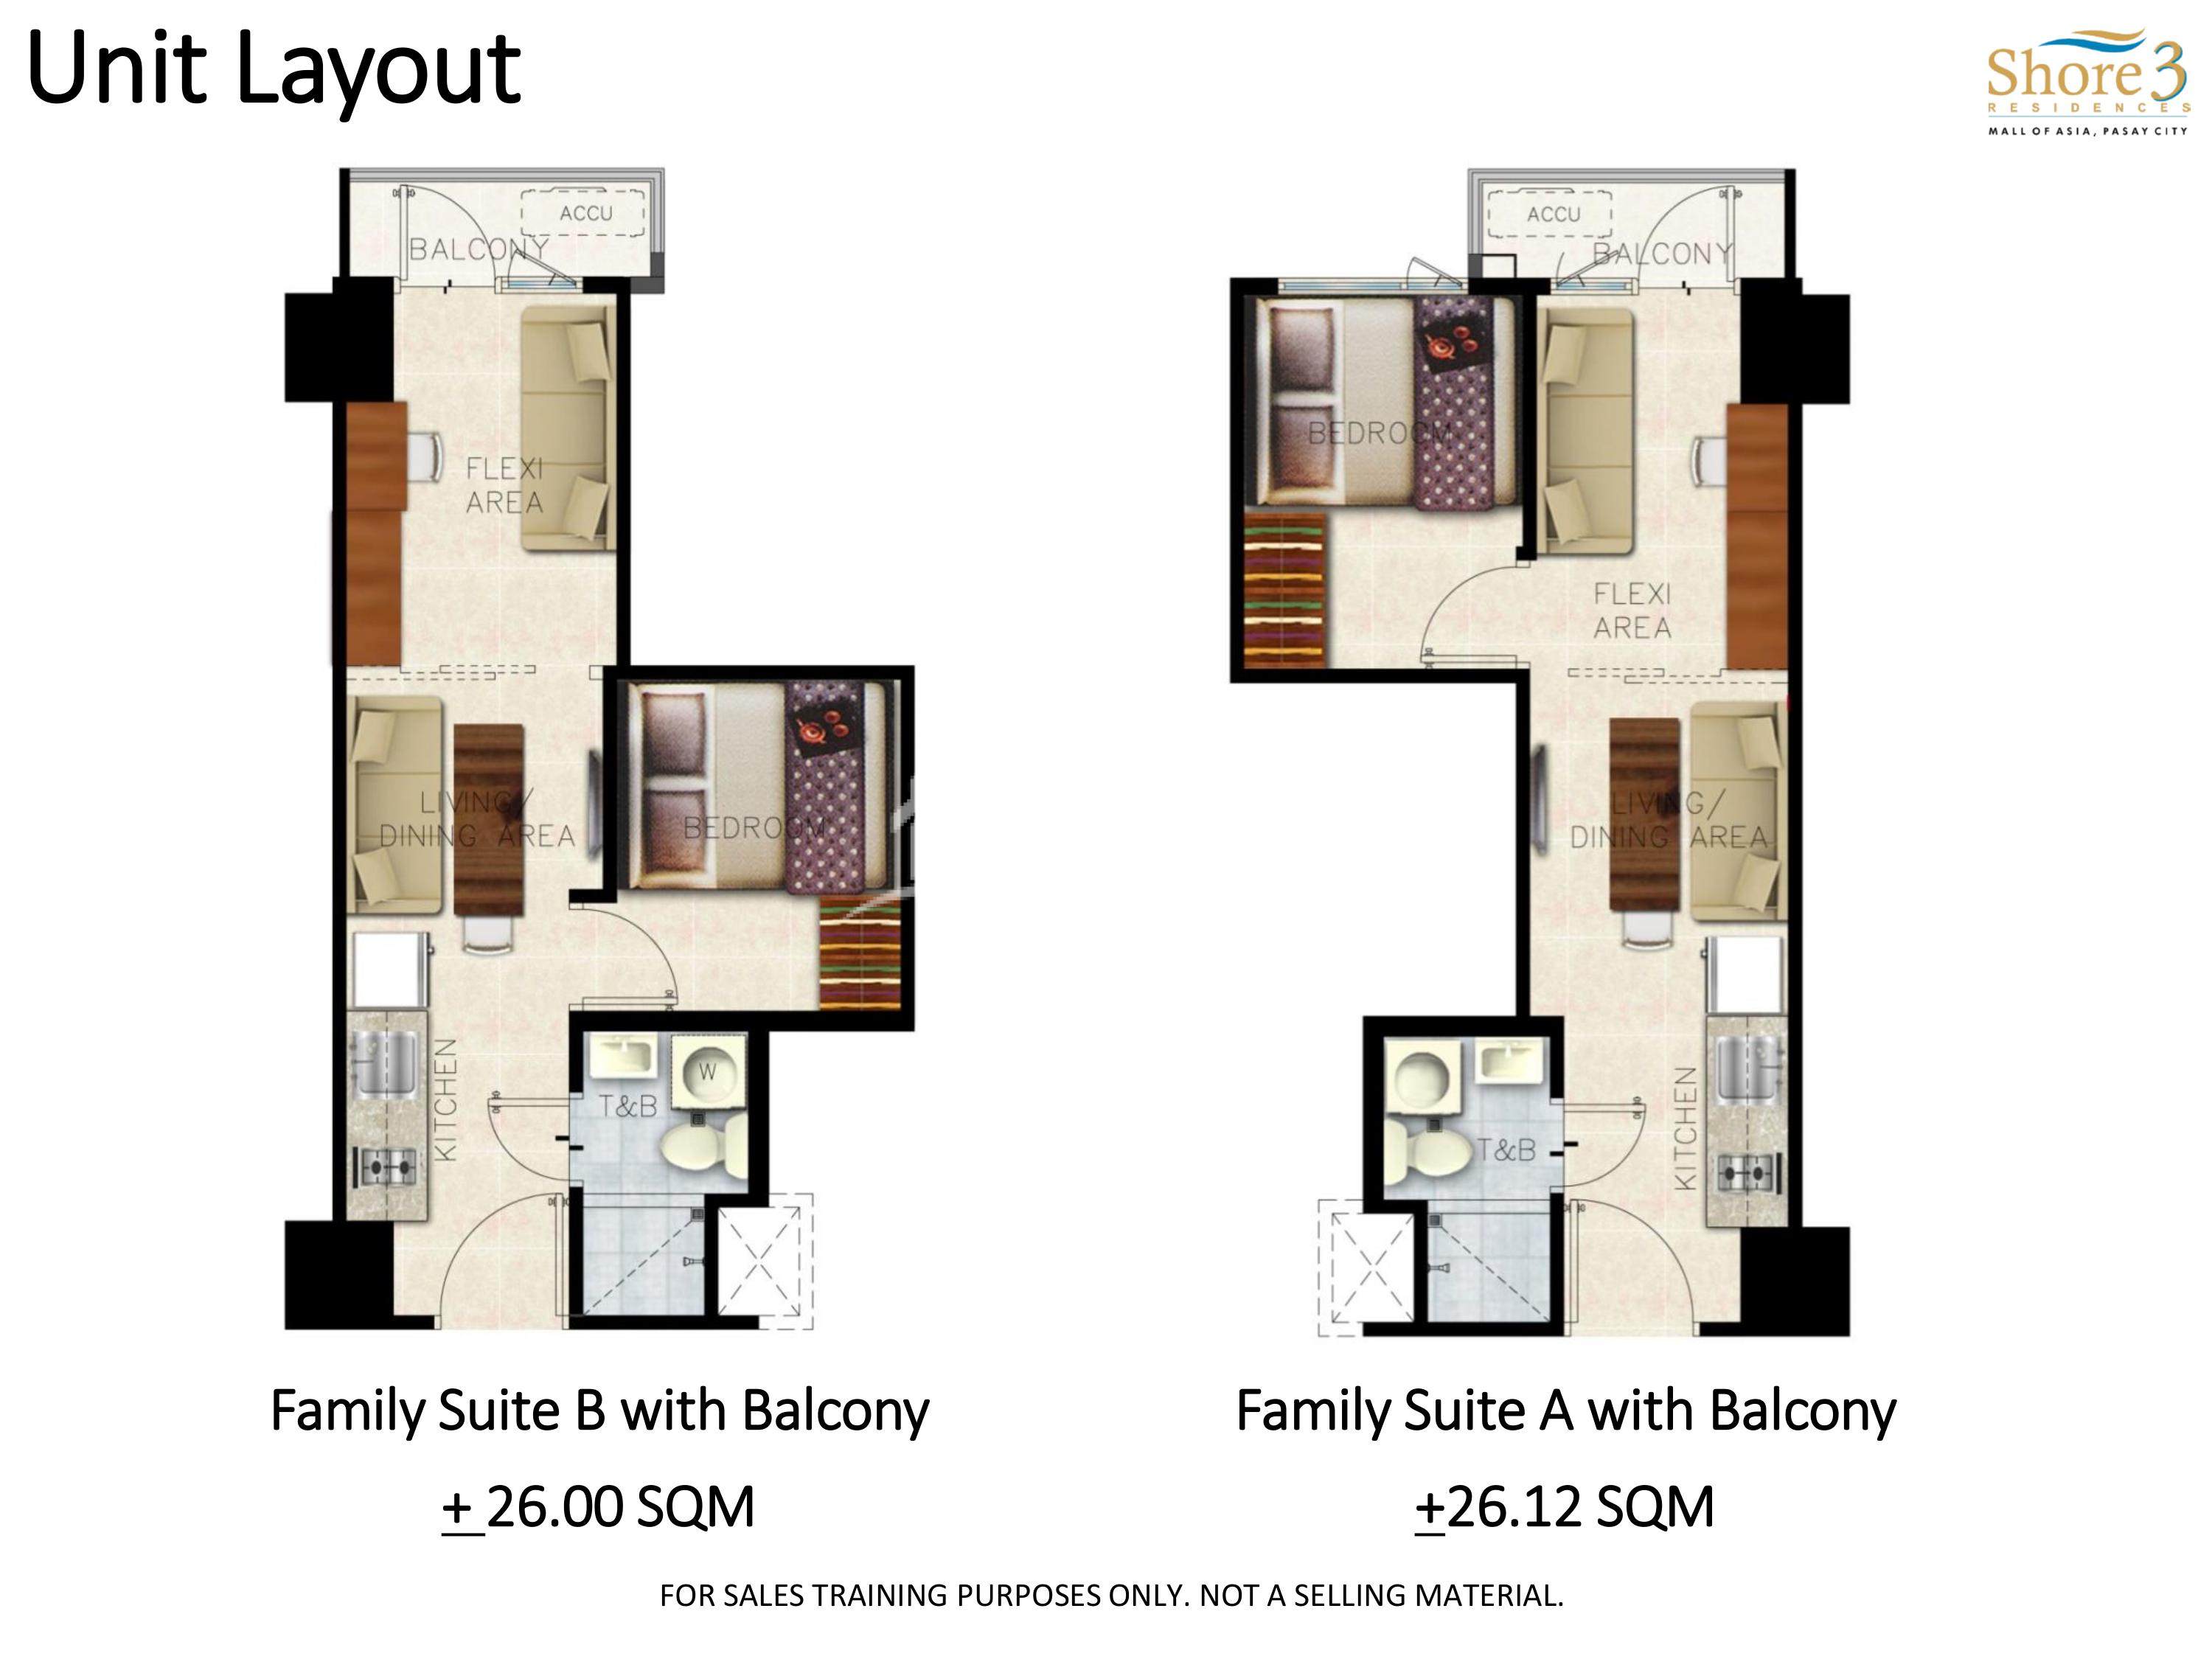 Unit Layout
Shore 3
RESIDENCES
MALL OF ASIA, PASAY CITY
ACCU
BALCONY
FLEXI
AREA
LIVING/
DINING AREA
BEDROOM
KITCHEN
W
T&B
ACCU
BALCONY
BEDROOM
FLEXI
AREA
LIVING/
DINING AREA
KITCHEN
T&B
Family Suite B with Balcony
+ 26.00 SQM
Family Suite A with Balcony
+26.12 SQM
FOR SALES TRAINING PURPOSES ONLY. NOT A SELLING MATERIAL.